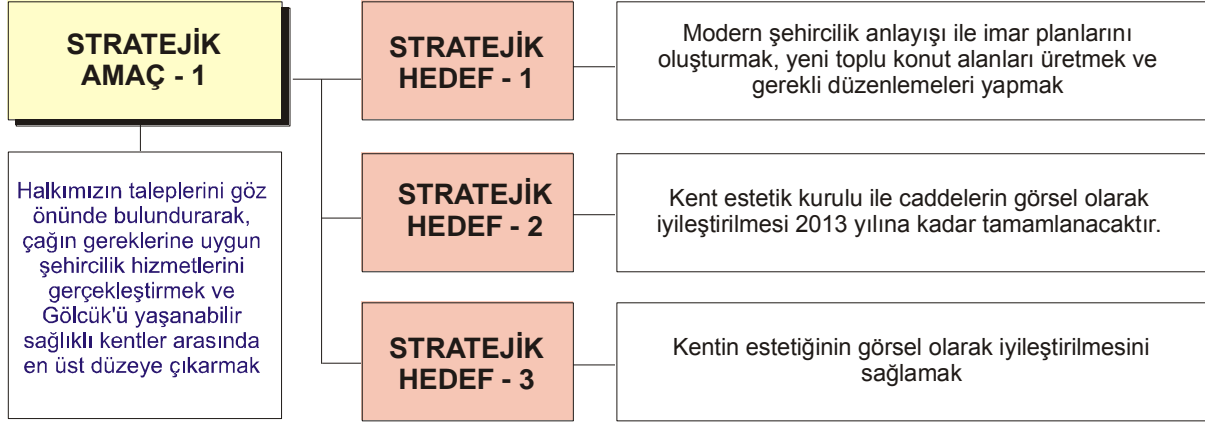 STRATEJİK
AMAÇ - 1
Halkımızın taleplerini göz
önünde bulundurarak,
çağın gereklerine uygun
şehircilik hizmetlerini
gerçekleştirmek ve
Gölcük'ü yaşanabilir
sağlıklı kentler arasında
en üst düzeye çıkarmak
STRATEJİK
HEDEF - 1
Modern şehircilik anlayışı ile imar planlarını
oluşturmak, yeni toplu konut alanları üretmek ve
gerekli düzenlemeleri yapmak
STRATEJİK
HEDEF - 2
Kent estetik kurulu ile caddelerin görsel olarak
iyileştirilmesi 2013 yılına kadar tamamlanacaktır.
STRATEJİK
HEDEF - 3
Kentin estetiğinin görsel olarak iyileştirilmesini
sağlamak